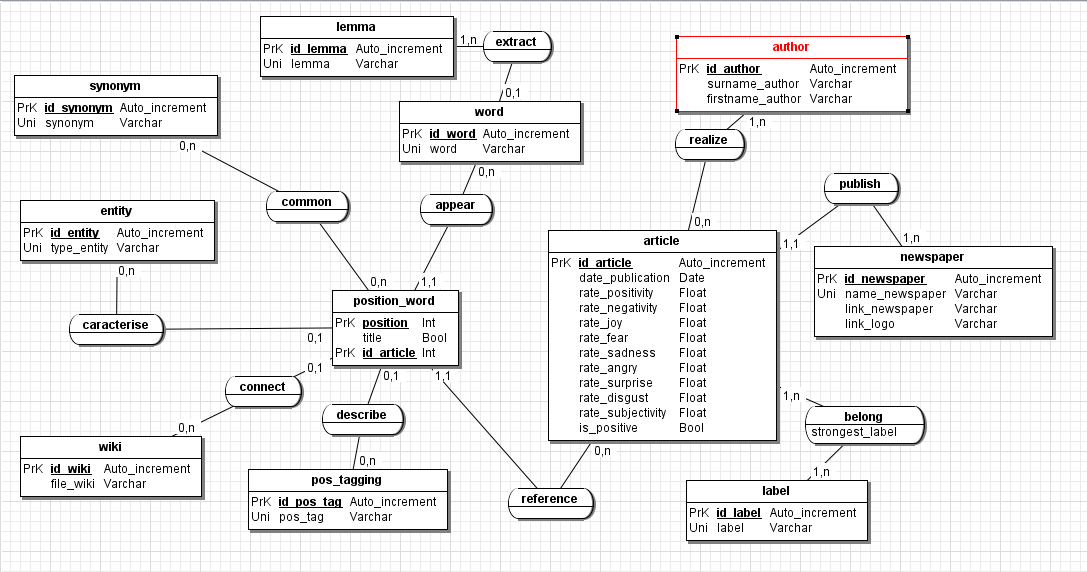 lemma
PrK id_lemma Auto_increment
Uni lemma Varchar
1,n
extract
0,1
author
PrK id_author Auto_increment
surname_author Varchar
firstname_author Varchar
1,n
realize
0,n
synonym
PrK id_synonym Auto_increment
Uni synonym Varchar
0,n
common
0,n
word
PrK id_word Auto_increment
Uni word Varchar
0,n
appear
1,1
publish
1,1
1,n
entity
PrK id_entity Auto_increment
Uni type_entity Varchar
0,n
caracterise
0,1
article
PrK id_article Auto_increment
date_publication Date
rate_positivity Float
rate_negativity Float
rate_joy Float
rate_fear Float
rate_sadness Float
rate_angry Float
rate_surprise Float
rate_disgust Float
rate_subjectivity Float
is_positive Bool
newspaper
PrK id_newspaper Auto_increment
Uni name_newspaper Varchar
link_newspaper Varchar
link_logo Varchar
position_word
PrK position Int
title Bool
PrK id_article Int
0,1
connect
0,n
0,1
describe
0,n
1,1
reference
0,n
1,n
belong
strongest_label
1,n
wiki
PrK id_wiki Auto_increment
file_wiki Varchar
pos_tagging
PrK id_pos_tag Auto_increment
Uni pos_tag Varchar
label
PrK id_label Auto_increment
Uni label Varchar